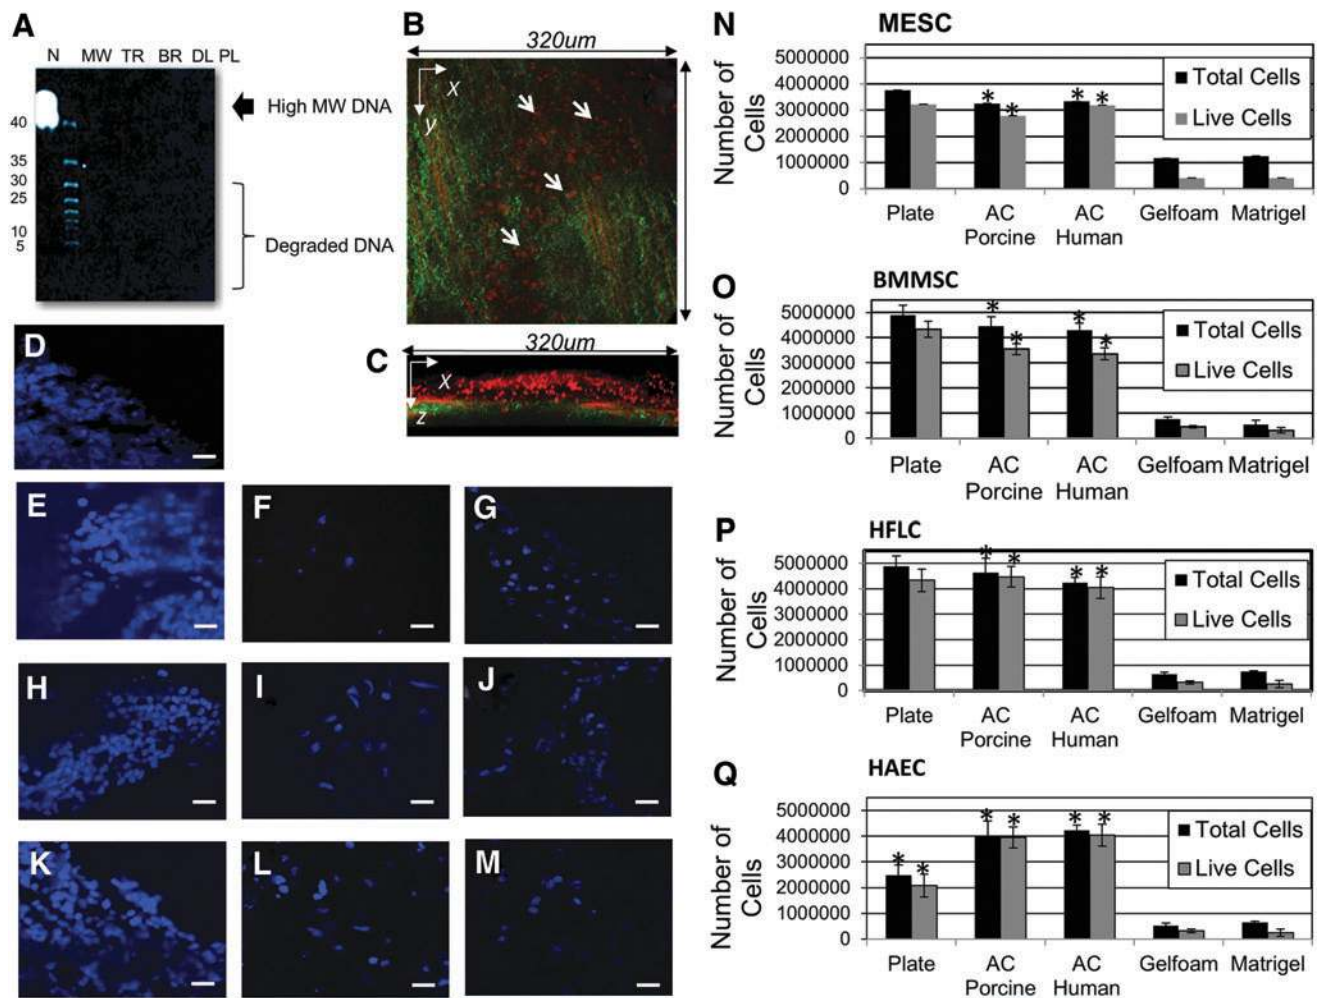 A
N MW TR BR DL PL
40
35
30
25
10
5
High MW DNA
Degraded DNA
B
320um
x
y
C
320um
X
z
D
E
F
G
H
I
J
K
L
M
N
MESC
Number of
Cells
5000000
4000000
3000000
2000000
1000000
0
* * * *
Total Cells
Live Cells
Plate
AC
Porcine
AC
Human
Gelfoam
Matrigel
O
BMMSC
Number of
Cells
5000000
4000000
3000000
2000000
1000000
0
* * * *
Total Cells
Live Cells
Plate
AC
Porcine
AC
Human
Gelfoam
Matrigel
P
HFLC
Number of
Cells
5000000
4000000
3000000
2000000
1000000
0
* * * *
Total Cells
Live Cells
Plate
AC
Porcine
AC
Human
Gelfoam
Matrigel
Q
HAEC
Number of
Cells
5000000
4000000
3000000
2000000
1000000
0
* * * * * *
Total Cells
Live Cells
Plate
AC
Porcine
AC
Human
Gelfoam
Matrigel